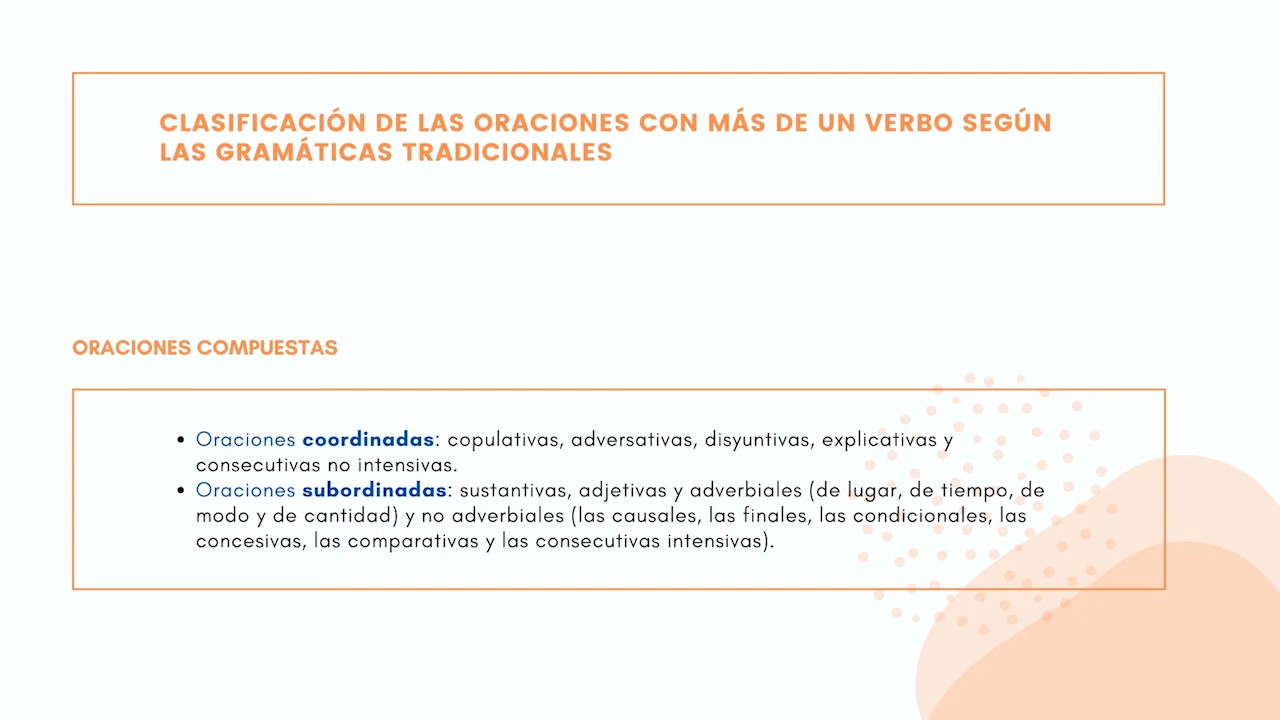 CLASIFICACIÓN DE LAS ORACIONES CON MÁS DE UN VERBO SEGÚN
LAS GRAMÁTICAS TRADICIONALES
ORACIONES COMPUESTAS
• Oraciones coordinadas: copulativas, adversativas, disyuntivas, explicativas y
consecutivas no intensivas.
• Oraciones subordinadas: sustantivas, adjetivas y adverbiales (de lugar, de tiempo, de
modo y de cantidad) y no adverbiales (las causales, las finales, las condicionales, las
concesivas, las comparativas y las consecutivas intensivas).